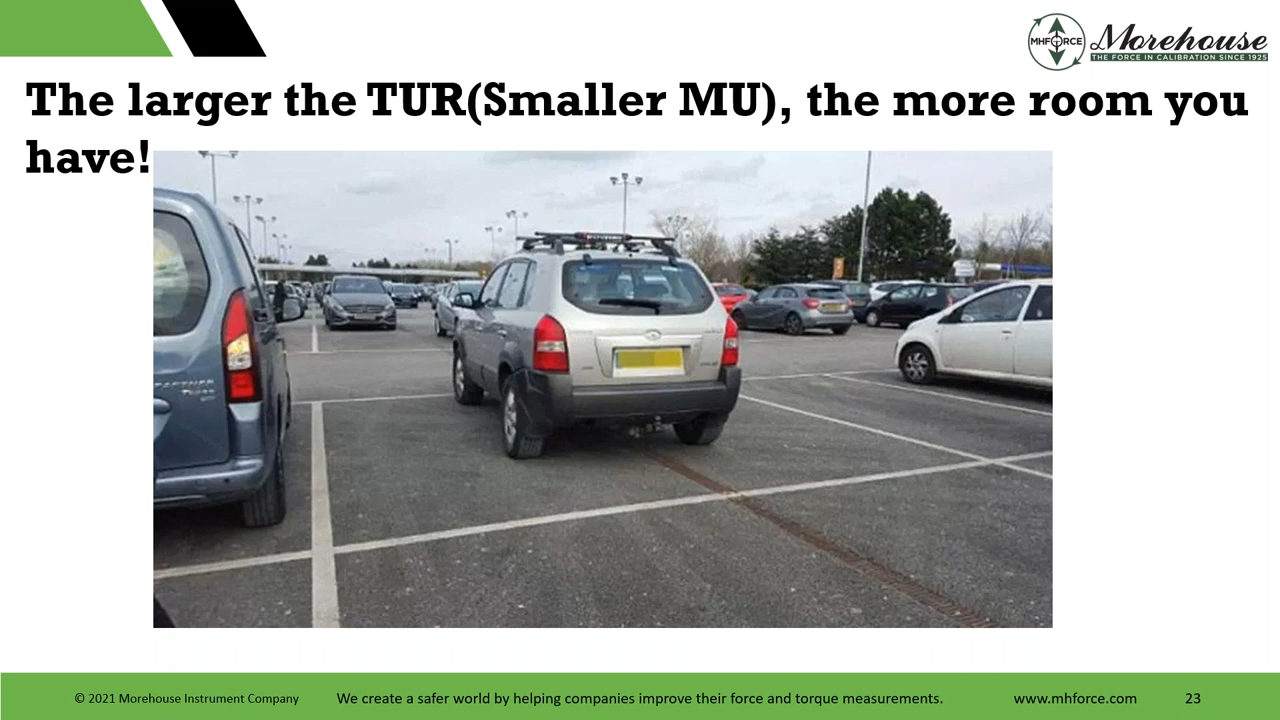 MHFORCE Morehouse
THE FORCE IN CALIBRATION SINCE 1925
The larger the TUR(Smaller MU), the more room you
have!
PARTNER
© 2021 Morehouse Instrument Company We create a safer world by helping companies improve their force and torque measurements. www.mhforce.com 23